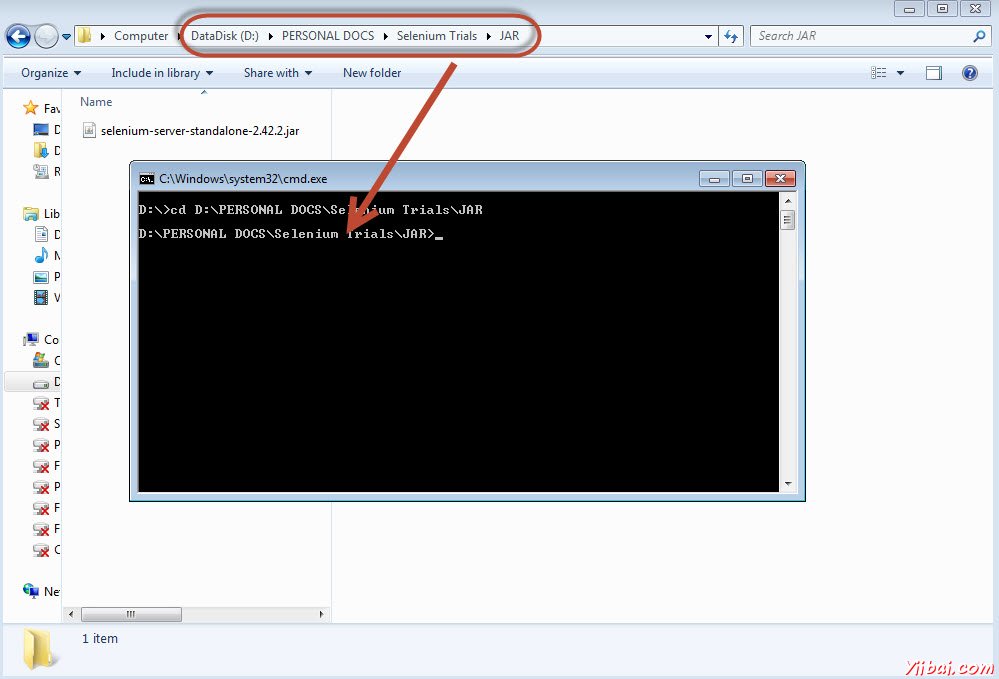 Computer DataDisk (D:) PERSONAL DOCS Selenium Trials JAR Search JAR
Organize Include in library Share with New folder
Name
selenium-server-standalone-2.42.2.jar
Fav
D
D
R
Lib
D
M
P
V
Co
C
D
T
S
P
F
P
F
F
C
Ne
C:\Windows\system32\cmd.exe
D:\>cd D:\PERSONAL DOCS\Selenium Trials\JAR
D:\PERSONAL DOCS\Selenium Trials\JAR>_
1 item
Yiibai.com